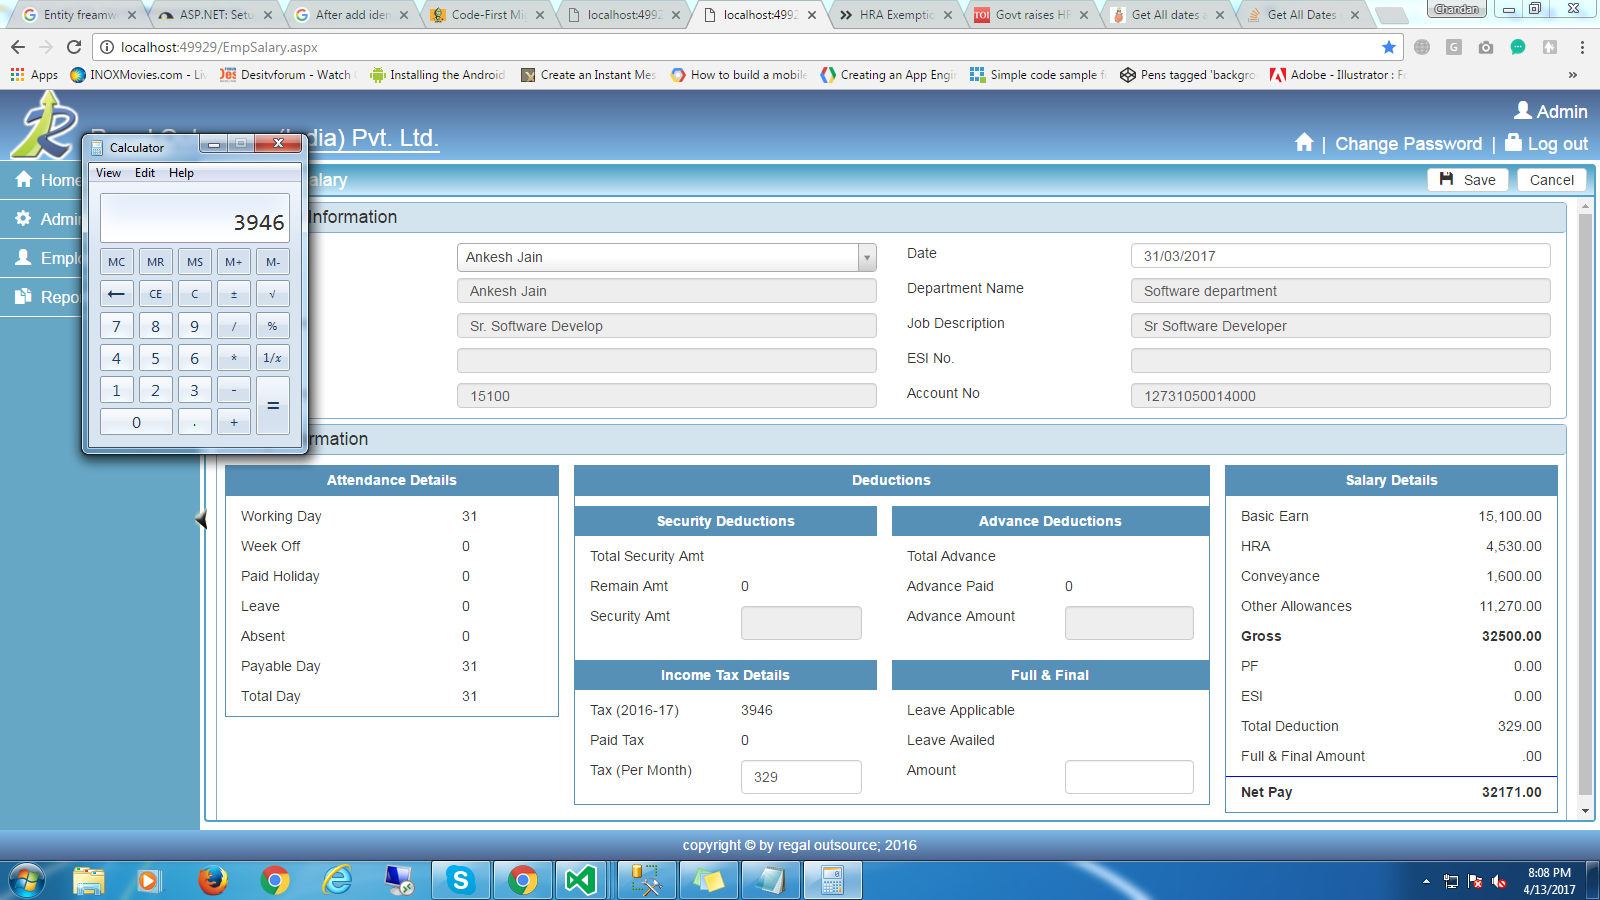 Entity freamw
ASP.NET: Setu
After add iden
Code-First Mi
localhost:4992
localhost:4992
HRA Exemptio
Govt raises HR
Get All dates a
Get All Dates
Chandan
localhost:49929/EmpSalary.aspx
Apps
INOXMovies.com - Liv
Desitvforum - Watch
Installing the Android
Create an Instant Mes
How to build a mobile
Creating an App Engi
Simple code sample f
Pens tagged 'backgro
Adobe - Illustrator : Fo
Admin
(India) Pvt. Ltd.
Change Password | Log out
Home
Admin
Emplo
Repo
alary
Save
Cancel
Calculator
View Edit Help
3946
MC MR MS M+ M-
← CE C ± √
7 8 9 / %
4 5 6 * 1/x
1 2 3 - =
0 . +
Information
Ankesh Jain
Date
31/03/2017
Ankesh Jain
Department Name
Software department
Sr. Software Develop
Job Description
Sr Software Developer
ESI No.
15100
Account No
12731050014000
rmation
Attendance Details
Working Day 31
Week Off 0
Paid Holiday 0
Leave 0
Absent 0
Payable Day 31
Total Day 31
Deductions
Security Deductions
Total Security Amt
Remain Amt 0
Security Amt
Advance Deductions
Total Advance
Advance Paid 0
Advance Amount
Income Tax Details
Tax (2016-17) 3946
Paid Tax 0
Tax (Per Month) 329
Full & Final
Leave Applicable
Leave Availed
Amount
Salary Details
Basic Earn 15,100.00
HRA 4,530.00
Conveyance 1,600.00
Other Allowances 11,270.00
Gross 32500.00
PF 0.00
ESI 0.00
Total Deduction 329.00
Full & Final Amount .00
Net Pay 32171.00
copyright © by regal outsource; 2016
8:08 PM
4/13/2017